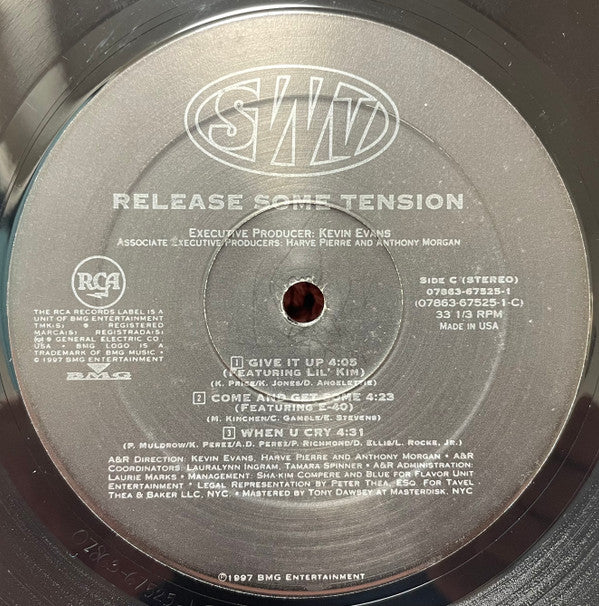 SWV
RELEASE SOME TENSION
EXECUTIVE PRODUCER: KEVIN EVANS
ASSOCIATE EXECUTIVE PRODUCERS: HARVE PIERRE AND ANTHONY MORGAN
RCA
THE RCA RECORDS LABEL IS A
UNIT OF BMG ENTERTAINMENT
TMK(S) ® REGISTERED
MARCA(S) REGISTRADA(S)
® GENERAL ELECTRIC CO.,
USA • BMG LOGO IS A
TRADEMARK OF BMG MUSIC •
© 1997 BMG ENTERTAINMENT
BMG
SIDE C (STEREO)
07863-67525-1
(07863-67525-1-C)
33 1/3 RPM
MADE IN USA
1 GIVE IT UP 4:05
(FEATURING LIL' KIM)
(K. PRICE/K. JONES/D. ANGELETTIE)
2 COME AND GET SOME 4:23
(FEATURING E-40)
(M. KINCHEN/C. GAMBLE/E. STEVENS)
3 WHEN U CRY 4:31
(P. MULDROW/K. PEREZ/A.D. PEREZ/P. RICHMOND/D. ELLIS/L. ROCKE, JR.)
A&R DIRECTION: KEVIN EVANS, HARVE PIERRE AND ANTHONY MORGAN • A&R
COORDINATORS: LAURALYNN INGRAM, TAMARA SPINNER • A&R ADMINISTRATION:
LAURIE MARKS • MANAGEMENT: SHA-KIM COMPERE AND BLUE FOR FLAVOR UNIT
ENTERTAINMENT • LEGAL REPRESENTATION BY PETER THEA, ESQ. FOR TAVEL
THEA & BAKER LLC, NYC. • MASTERED BY TONY DAWSEY AT MASTERDISK, NYC
©1997 BMG ENTERTAINMENT